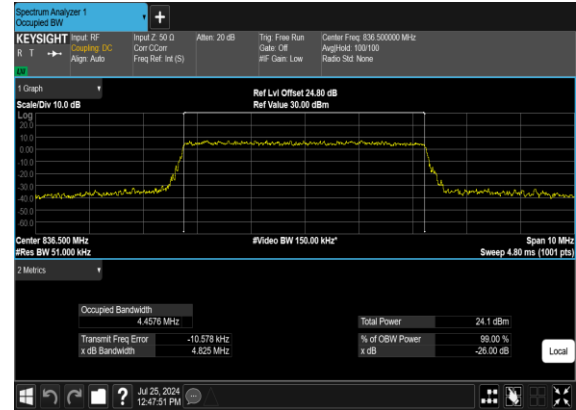 Spectrum Analyzer 1
Occupied BW
+
KEYSIGHT Input: RF Input Z: 50 Ω Atten: 20 dB Trig: Free Run Center Freq: 836.500000 MHz
R T Coupling: DC Corr CCorr Gate: Off Avg|Hold: 100/100
Align: Auto Freq Ref: Int (S) #IF Gain: Low Radio Std: None
LU
1 Graph
Ref Lvl Offset 24.80 dB
Scale/Div 10.0 dB Ref Value 30.00 dBm
Log
20.0
10.0
0.00
-10.0
-20.0
-30.0
-40.0
-50.0
-60.0
Center 836.500 MHz #Video BW 150.00 kHz* Span 10 MHz
#Res BW 51.000 kHz Sweep 4.80 ms (1001 pts)
2 Metrics
Occupied Bandwidth
4.4576 MHz Total Power 24.1 dBm
Transmit Freq Error -10.578 kHz % of OBW Power 99.00 %
x dB Bandwidth 4.825 MHz x dB -26.00 dB
Local
? Jul 25, 2024
12:47:51 PM